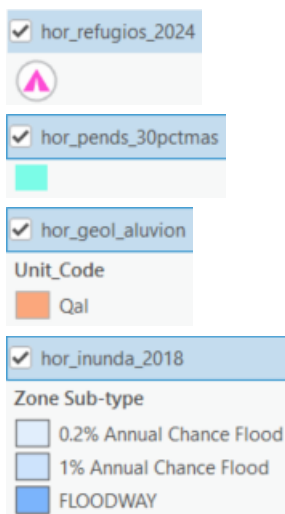 hor_refugios_2024
hor_pends_30pctmas
hor_geol_aluvion
Unit_Code
Qal
hor_inunda_2018
Zone Sub-type
0.2% Annual Chance Flood
1% Annual Chance Flood
FLOODWAY